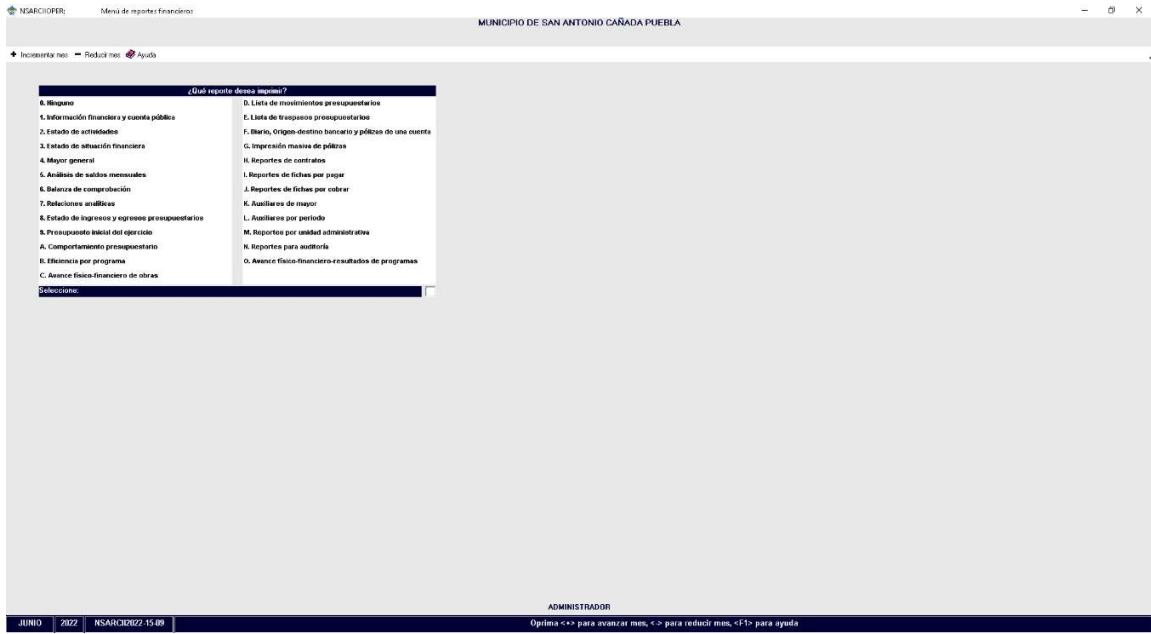 NSARCIIOPER: Menú de reportes financieros
MUNICIPIO DE SAN ANTONIO CAÑADA PUEBLA
Incrementar mes Reducir mes Ayuda
¿Qué reporte desea imprimir?
0. Ninguno
1. Información financiera y cuenta pública
2. Estado de actividades
3. Estado de situación financiera
4. Mayor general
5. Análisis de saldos mensuales
6. Balanza de comprobación
7. Relaciones analíticas
8. Estado de ingresos y egresos presupuestarios
9. Presupuesto inicial del ejercicio
A. Comportamiento presupuestario
B. Eficiencia por programa
C. Avance físico-financiero de obras
D. Lista de movimientos presupuestarios
E. Lista de traspasos presupuestarios
F. Diario, Origen-destino bancario y pólizas de una cuenta
G. Impresión masiva de pólizas
H. Reportes de contratos
I. Reportes de fichas por pagar
J. Reportes de fichas por cobrar
K. Auxiliares de mayor
L. Auxiliares por periodo
M. Reportes por unidad administrativa
N. Reportes para auditoría
O. Avance físico-financiero-resultados de programas
Seleccione:
ADMINISTRADOR
JUNIO 2022 NSARCII2022-15-09 Oprima <+> para avanzar mes, <-> para reducir mes, <F1> para ayuda